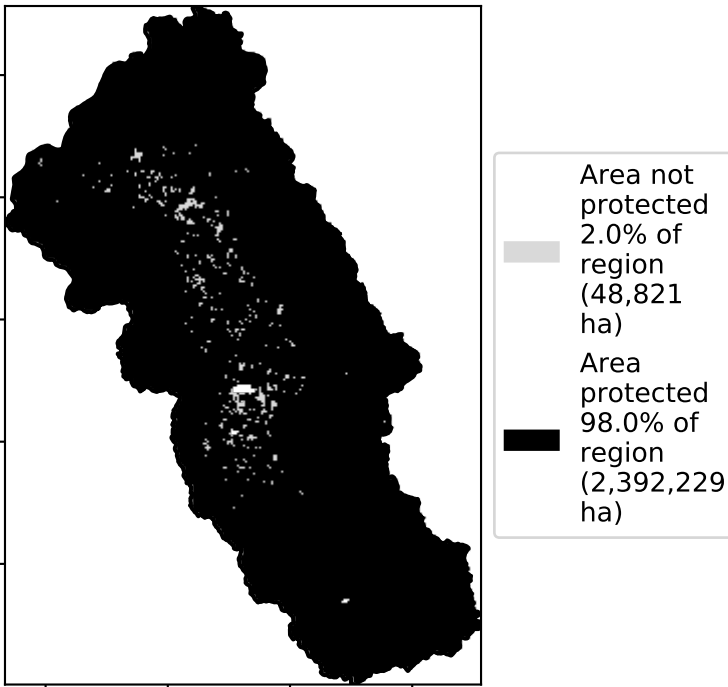 Area not
protected
2.0% of
region
(48,821
ha)
Area
protected
98.0% of
region
(2,392,229
ha)